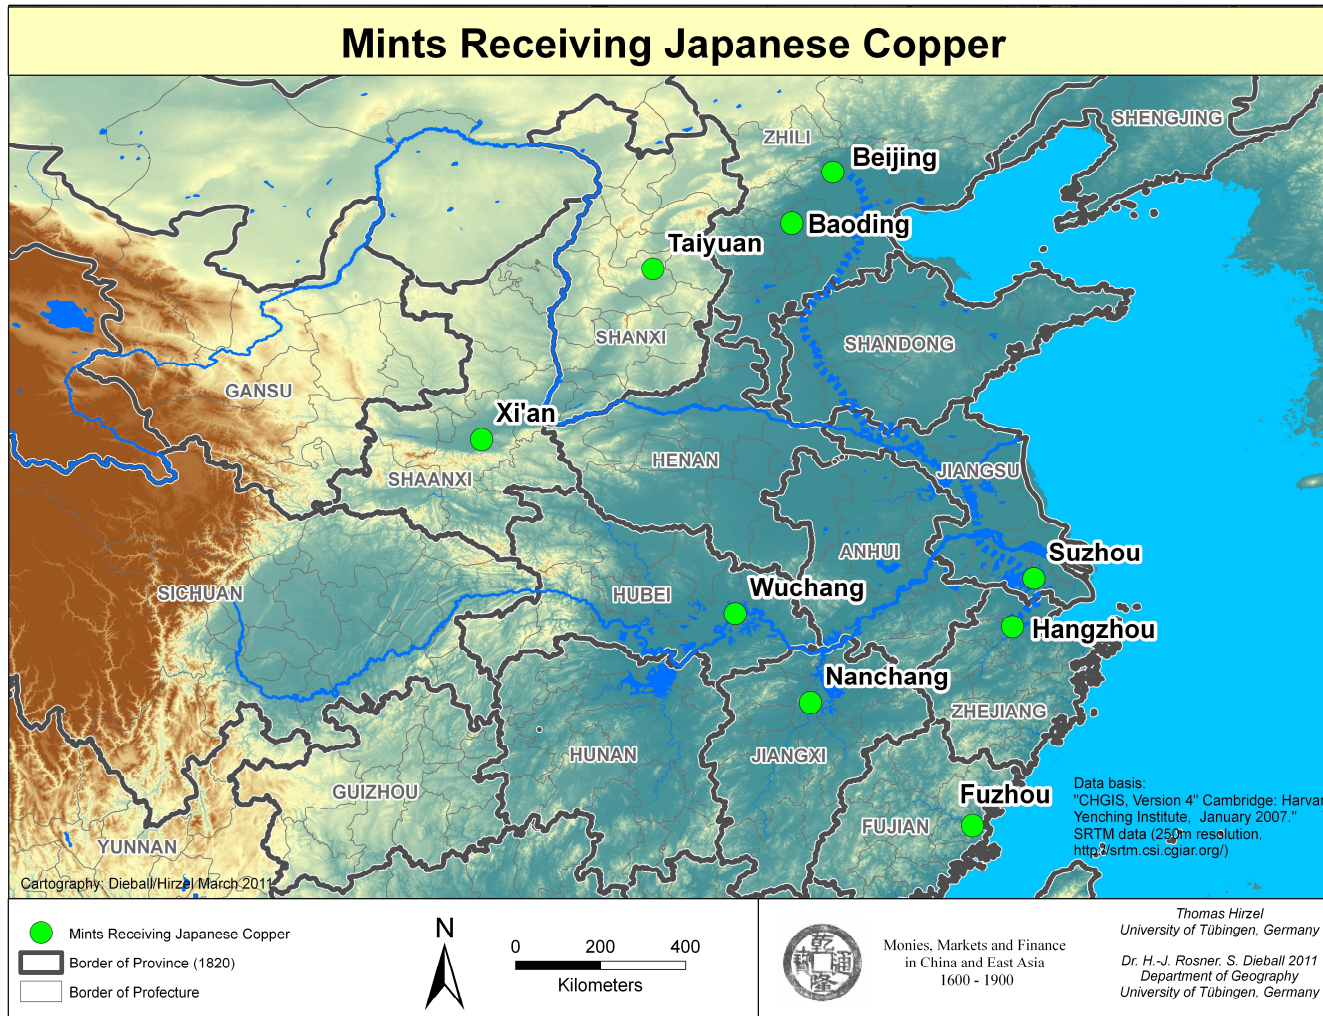 Mints Receiving Japanese Copper
SHENGJING
ZHILI
Beijing
Baoding
Taiyuan
SHANXI
SHANDONG
GANSU
Xi'an
HENAN
SHAANXI
JIANGSU
ANHUI
Suzhou
SICHUAN
HUBEI
Wuchang
Hangzhou
Nanchang
ZHEJIANG
HUNAN
JIANGXI
GUIZHOU
Fuzhou
FUJIAN
YUNNAN
Data basis:
"CHGIS, Version 4" Cambridge: Harvar
Yenching Institute, January 2007."
SRTM data (250m resolution,
http://srtm.csi.cgiar.org/)
Cartography: Dieball/Hirzel March 2011
Mints Receiving Japanese Copper
Border of Province (1820)
Border of Profecture
N
0 200 400
Kilometers
乾
隆
通
寶
Monies, Markets and Finance
in China and East Asia
1600 - 1900
Thomas Hirzel
University of Tübingen, Germany
Dr. H.-J. Rosner, S. Dieball 2011
Department of Geography
University of Tübingen, Germany